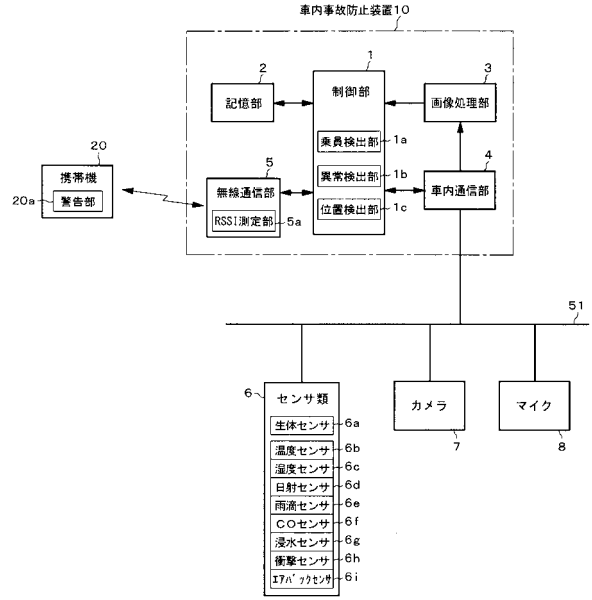 車内事故防止装置10
1
2
3
記憶部
制御部
画像処理部
乗員検出部
1a
20
5
4
携帯機
無線通信部
異常検出部
1b
車内通信部
20a
警告部
RSSI測定部
5a
位置検出部
1c
51
6
センサ類
カメラ
マイク
7
8
生体センサ
6a
温度センサ
6b
湿度センサ
6c
日射センサ
6d
雨滴センサ
6e
COセンサ
6f
浸水センサ
6g
衝撃センサ
6h
エアバックセンサ
6i